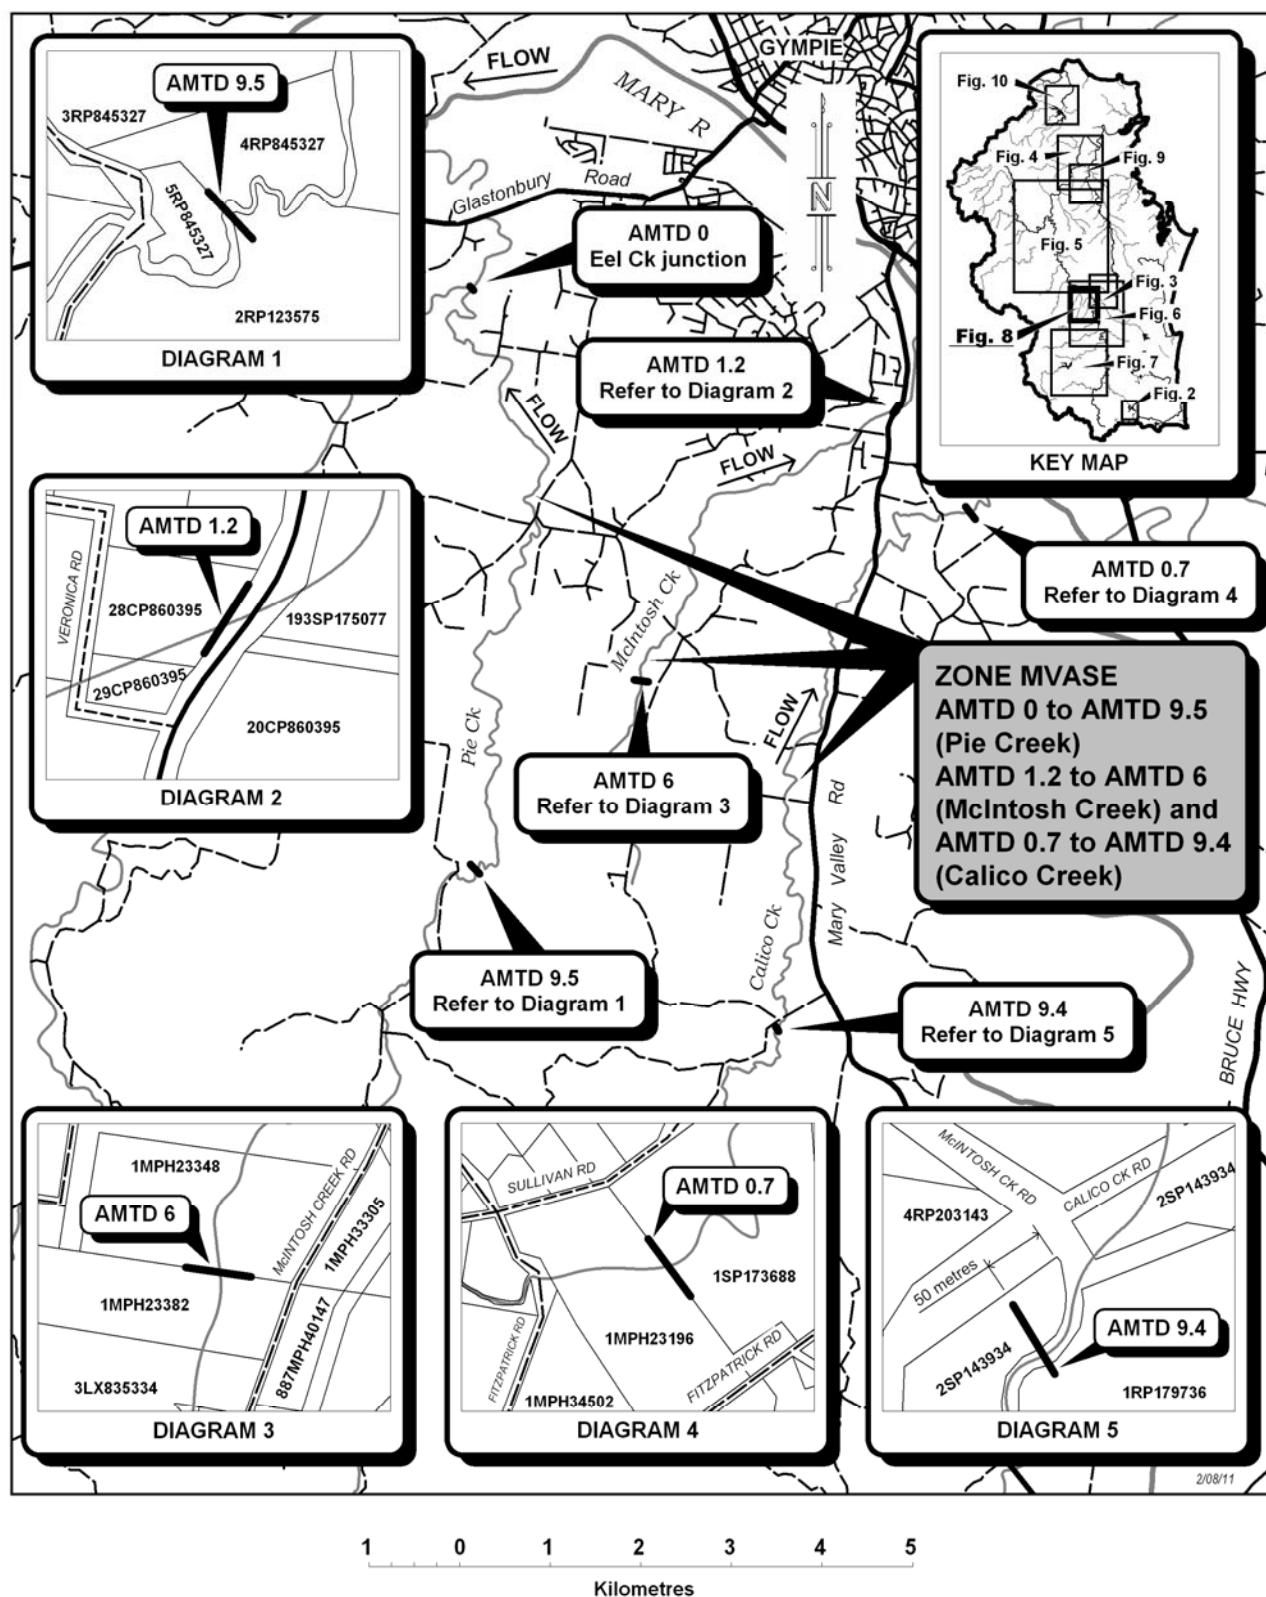 AMTD 9.5
3RP845327
4RP845327
5RP845327
2RP123575
DIAGRAM 1
FLOW
GYMPIE
MARY R
Glastonbury Road
N
AMTD 0
Eel Ck junction
AMTD 1.2
Refer to Diagram 2
Fig. 10
Fig. 4
Fig. 9
Fig. 5
Fig. 3
Fig. 8
Fig. 6
Fig. 7
Fig. 2
KEY MAP
FLOW
FLOW
AMTD 1.2
VERONICA RD
28CP860395
193SP175077
29CP860395
20CP860395
DIAGRAM 2
AMTD 0.7
Refer to Diagram 4
McIntosh Ck
Pie Ck
FLOW
ZONE MVASE
AMTD 0 to AMTD 9.5
(Pie Creek)
AMTD 1.2 to AMTD 6
(McIntosh Creek) and
AMTD 0.7 to AMTD 9.4
(Calico Creek)
AMTD 6
Refer to Diagram 3
Mary Valley Rd
Calico Ck
AMTD 9.5
Refer to Diagram 1
AMTD 9.4
Refer to Diagram 5
BRUCE HWY
1MPH23348
AMTD 6
McINTOSH CREEK RD
1MPH33305
1MPH23382
887MPH40147
3LX835334
DIAGRAM 3
SULLIVAN RD
AMTD 0.7
1SP173688
1MPH23196
FITZPATRICK RD
FITZPATRICK RD
1MPH34502
DIAGRAM 4
McINTOSH CK RD
CALICO CK RD
2SP143934
4RP203143
50 metres
AMTD 9.4
2SP143934
1RP179736
DIAGRAM 5
2/08/11
1 0 1 2 3 4 5
Kilometres